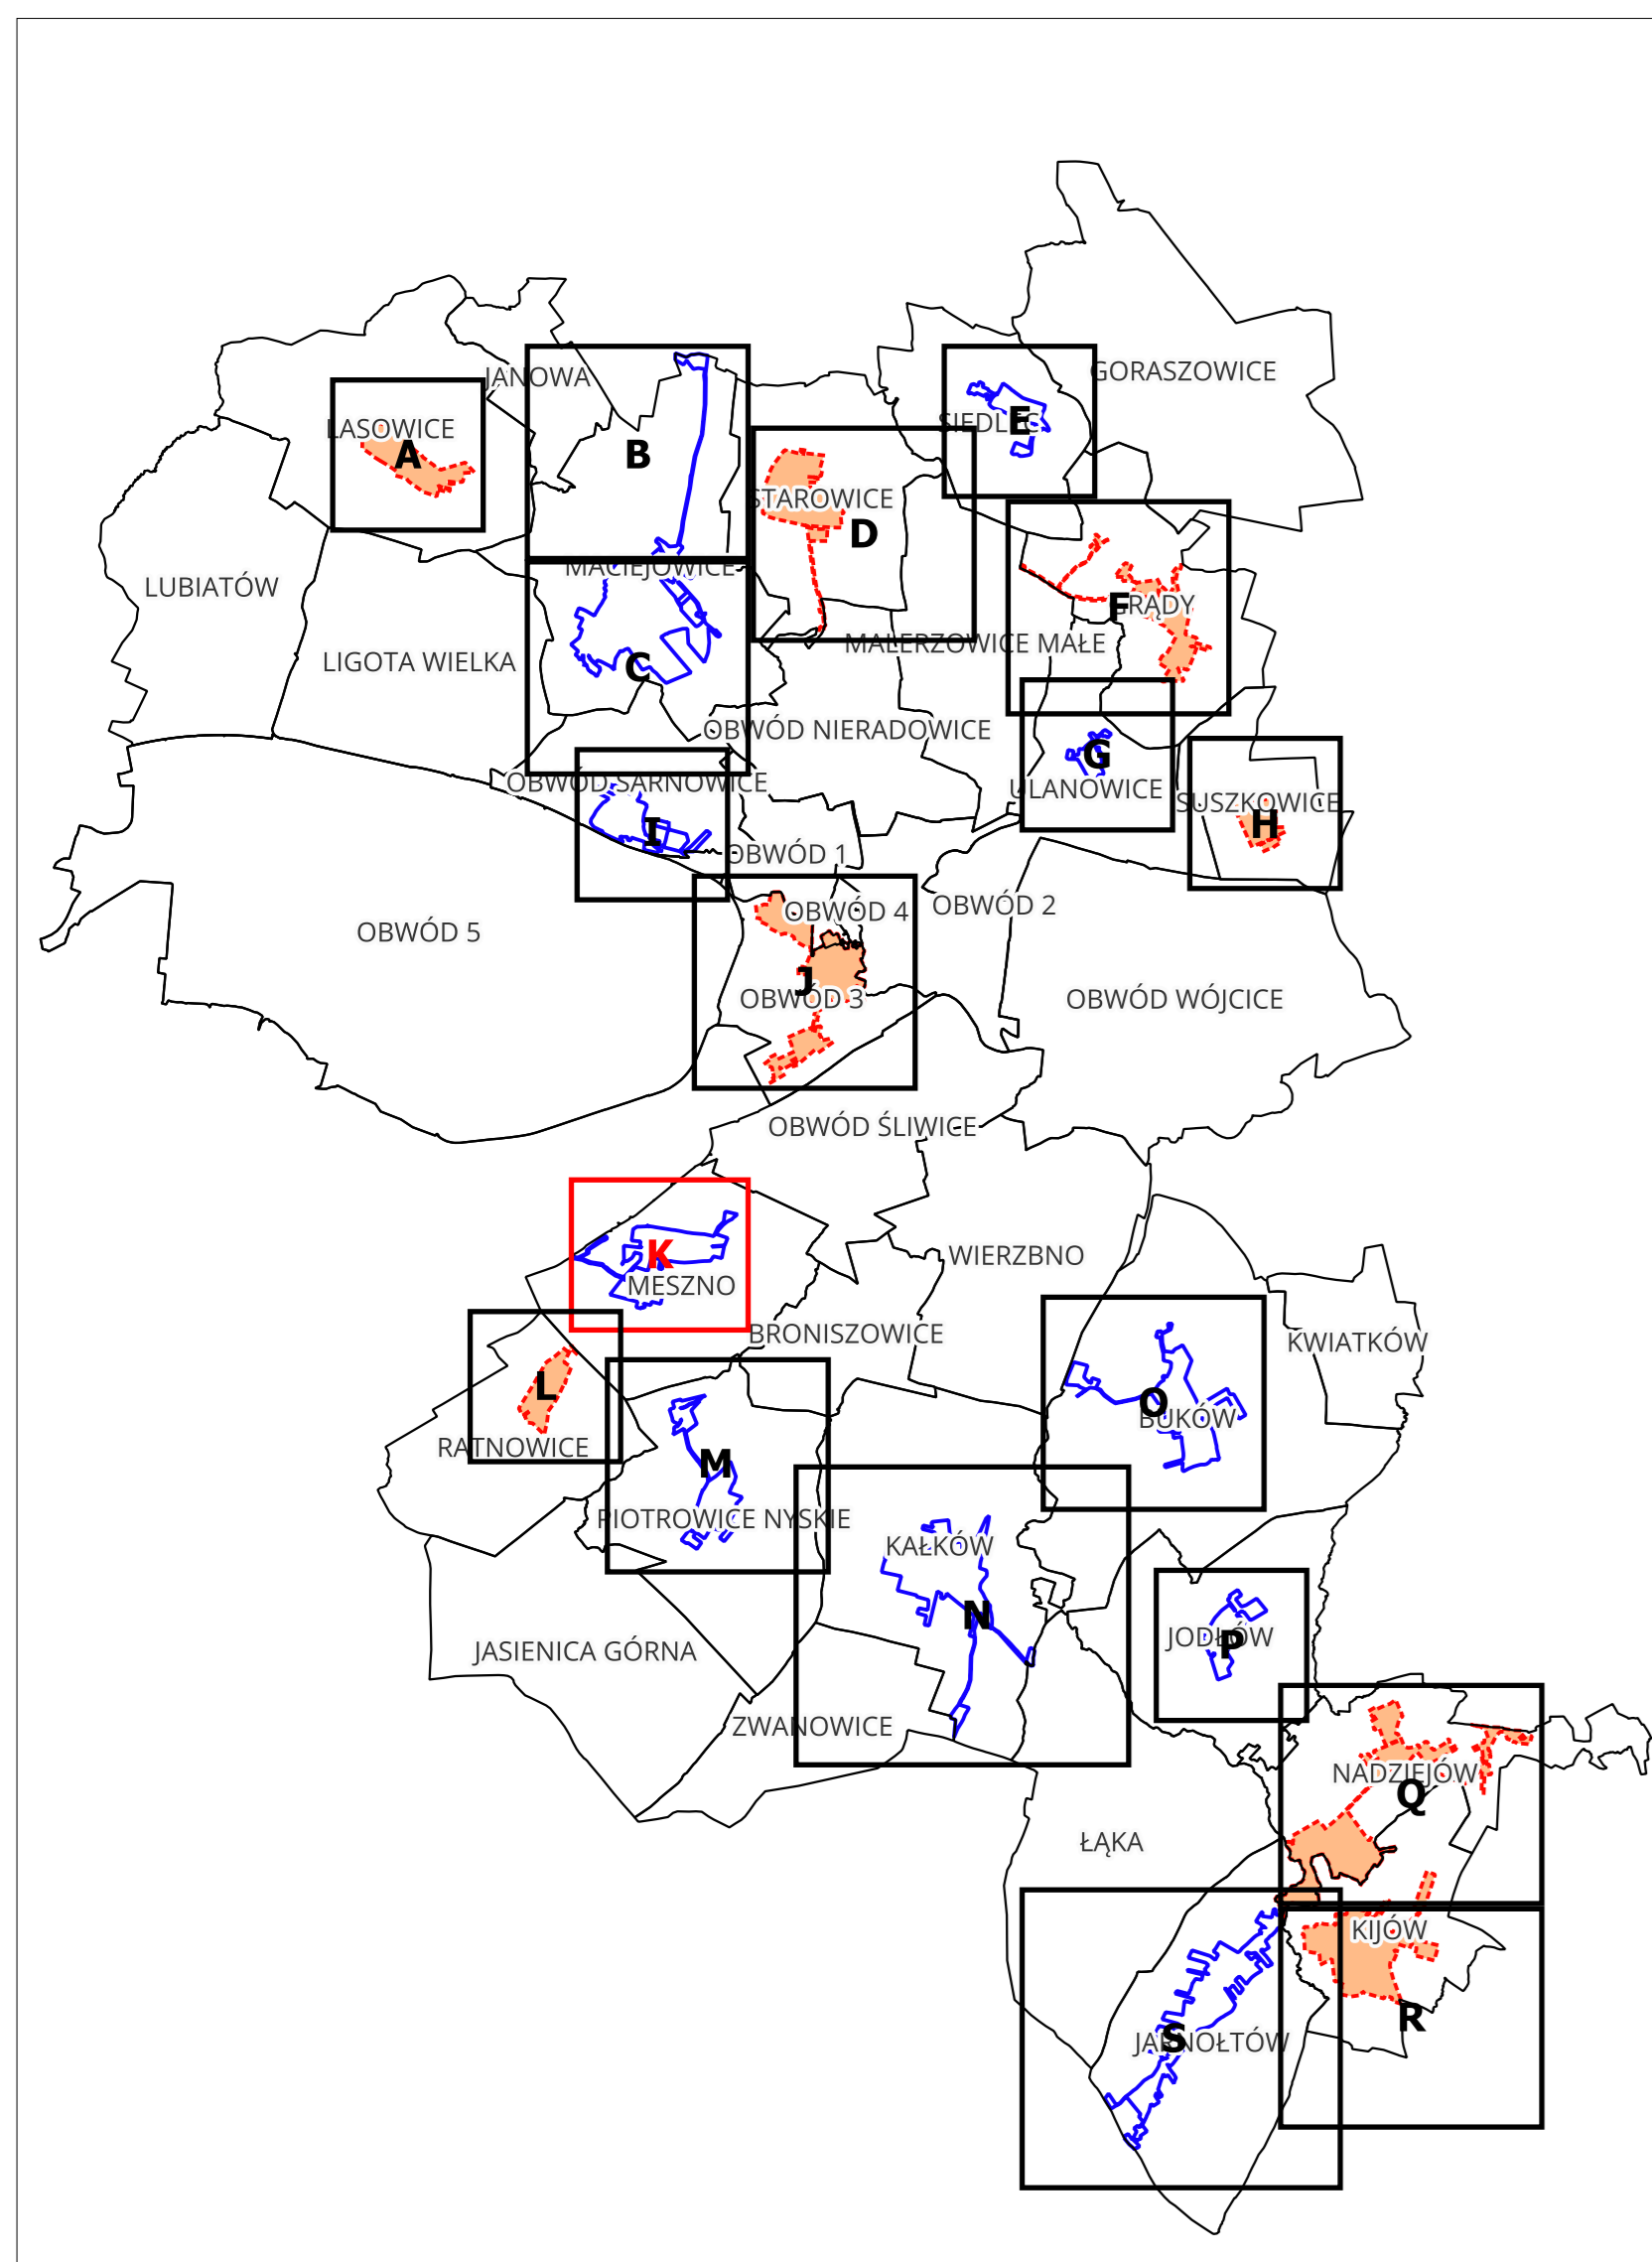 GORASZOWICE
JANOWA
SIEDLEC
E
LASOWICE
A
B
STAROWICE
D
MACIEJOWICE
LUBIATÓW
GRĄDY
F
MALERZOWICE MAŁE
LIGOTA WIELKA
C
OBWÓD NIERADOWICE
G
OBWÓD SARNOWICE
ULANOWICE
SUSZKOWICE
H
I
OBWÓD 1
OBWÓD 2
OBWÓD 4
OBWÓD 5
J
OBWÓD 3
OBWÓD WÓJCICE
OBWÓD ŚLIWICE
K
WIERZBNO
MESZNO
BRONISZOWICE
KWIATKÓW
L
O
BUKÓW
RATNOWICE
M
PIOTROWICE NYSKIE
KAŁKÓW
N
JODŁÓW
P
JASIENICA GÓRNA
ZWANOWICE
NADZIEJÓW
Q
ŁĄKA
KIJÓW
R
S
JARNOŁTÓW